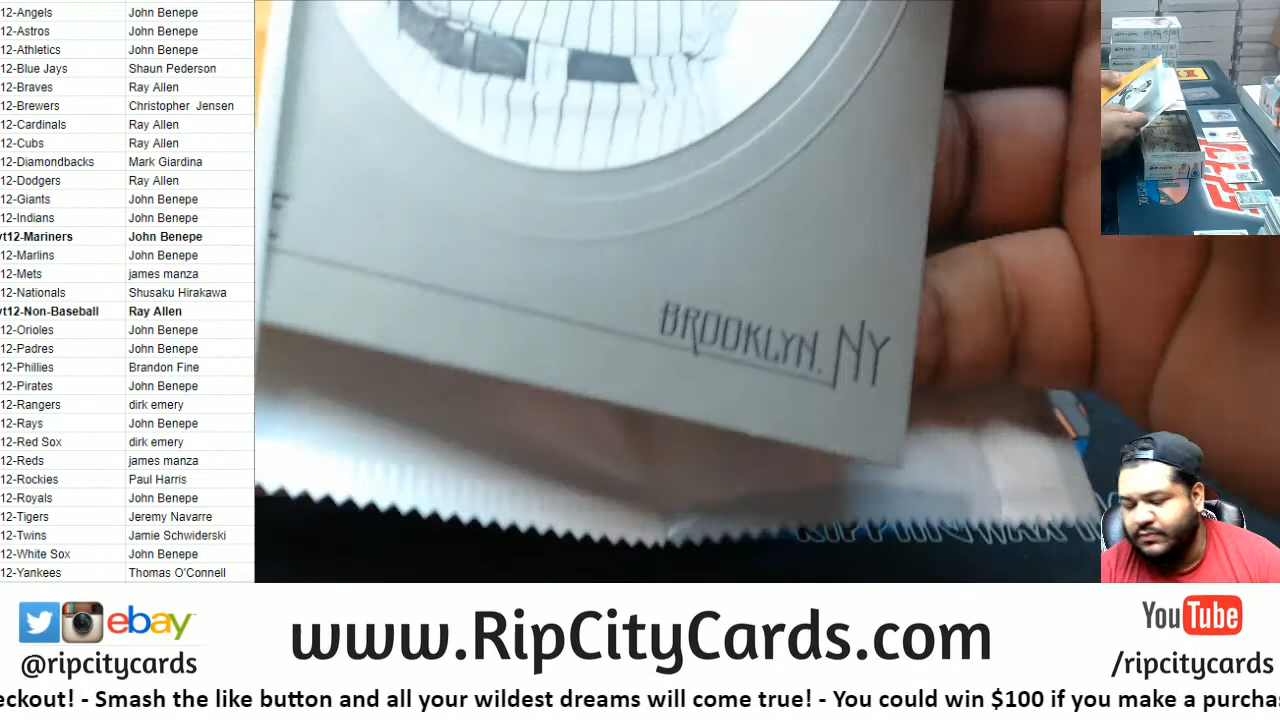 12-Angels John Benepe
12-Astros John Benepe
12-Athletics John Benepe
12-Blue Jays Shaun Pederson
12-Braves Ray Allen
12-Brewers Christopher Jensen
12-Cardinals Ray Allen
12-Cubs Ray Allen
12-Diamondbacks Mark Giardina
12-Dodgers Ray Allen
12-Giants John Benepe
12-Indians John Benepe
rt12-Mariners John Benepe
12-Marlins John Benepe
12-Mets james manza
12-Nationals Shusaku Hirakawa
rt12-Non-Baseball Ray Allen
12-Orioles John Benepe
12-Padres John Benepe
12-Phillies Brandon Fine
12-Pirates John Benepe
12-Rangers dirk emery
12-Rays John Benepe
12-Red Sox dirk emery
12-Reds james manza
12-Rockies Paul Harris
12-Royals John Benepe
12-Tigers Jeremy Navarre
12-Twins Jamie Schwiderski
12-White Sox John Benepe
12-Yankees Thomas O'Connell
BROOKLYN, NY
ebay
@ripcitycards
www.RipCityCards.com
YouTube
/ripcitycards
eckout! - Smash the like button and all your wildest dreams will come true! - You could win $100 if you make a purcha